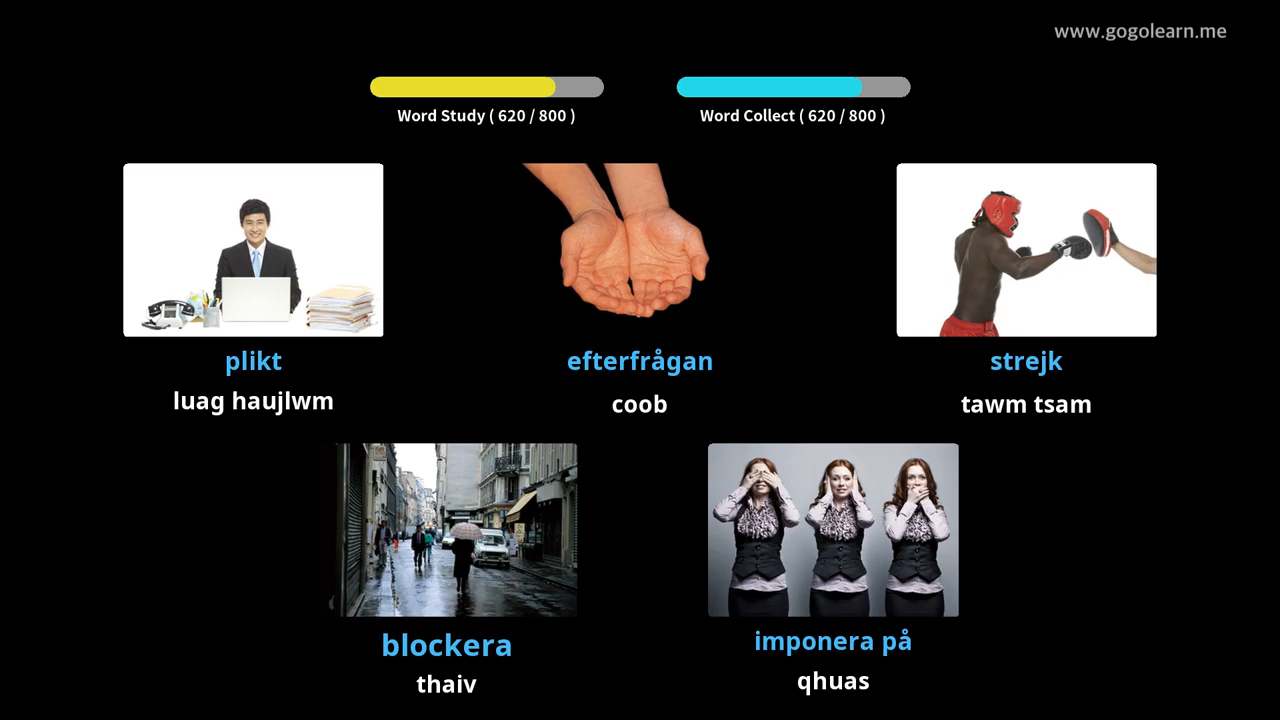 www.gogolearn.me
Word Study ( 620 / 800 )
Word Collect ( 620 / 800 )
plikt
luag haujlwm
efterfrågan
coob
strejk
tawm tsam
blockera
thaiv
imponera på
qhuas